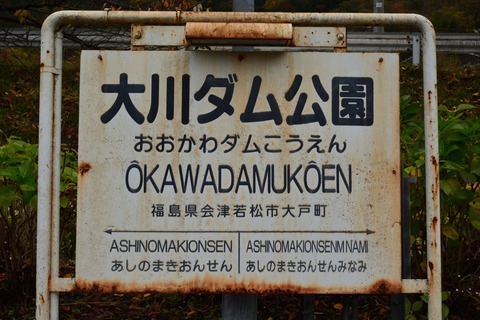 大川ダム公園
おおかわダムこうえん
ÔKAWADAMUKÔEN
福島県会津若松市大戸町
ASHINOMAKIONSEN ASHINOMAKIONSENMNAMI
あしのまきおんせん あしのまきおんせんみなみ